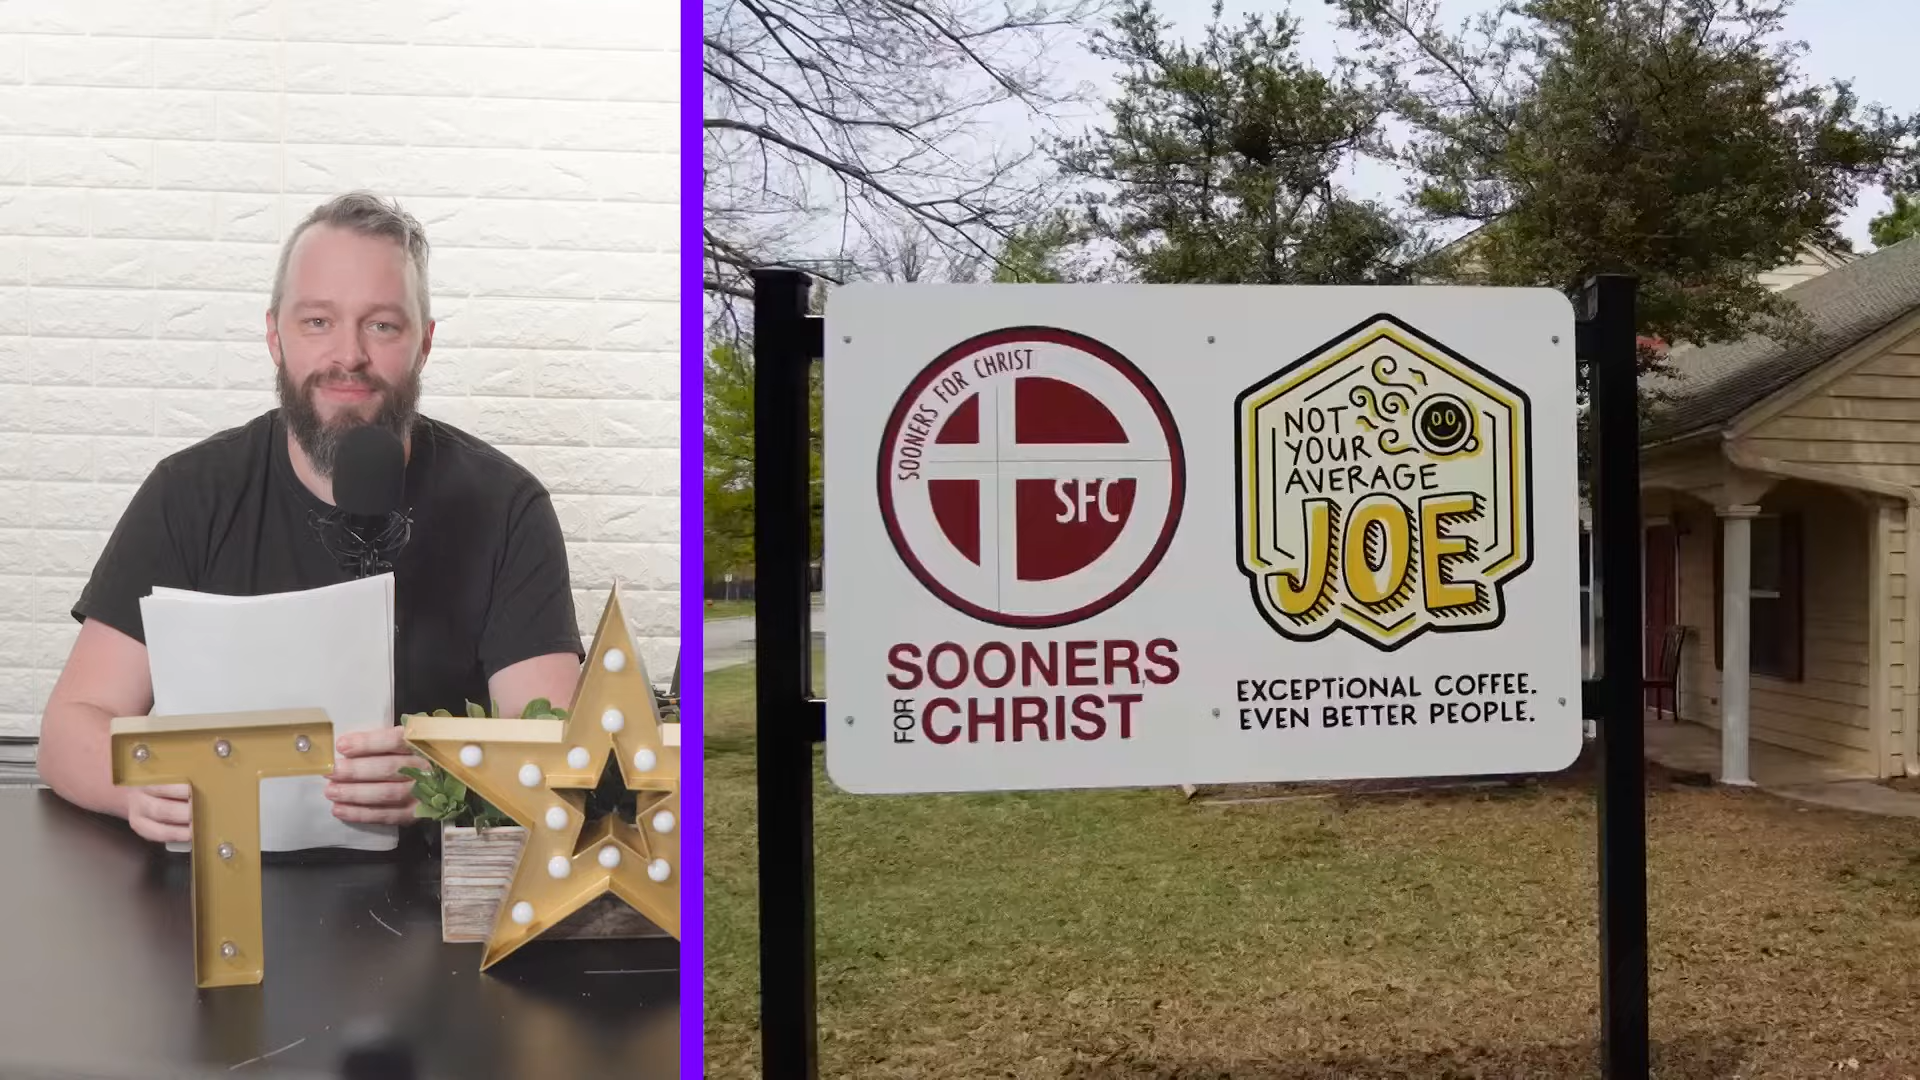 T
SOONERS FOR CHRIST
SFC
SOONERS
FOR CHRIST
NOT
YOUR
AVERAGE
JOE
EXCEPTiONAL COFFEE.
EVEN BETTER PEOPLE.